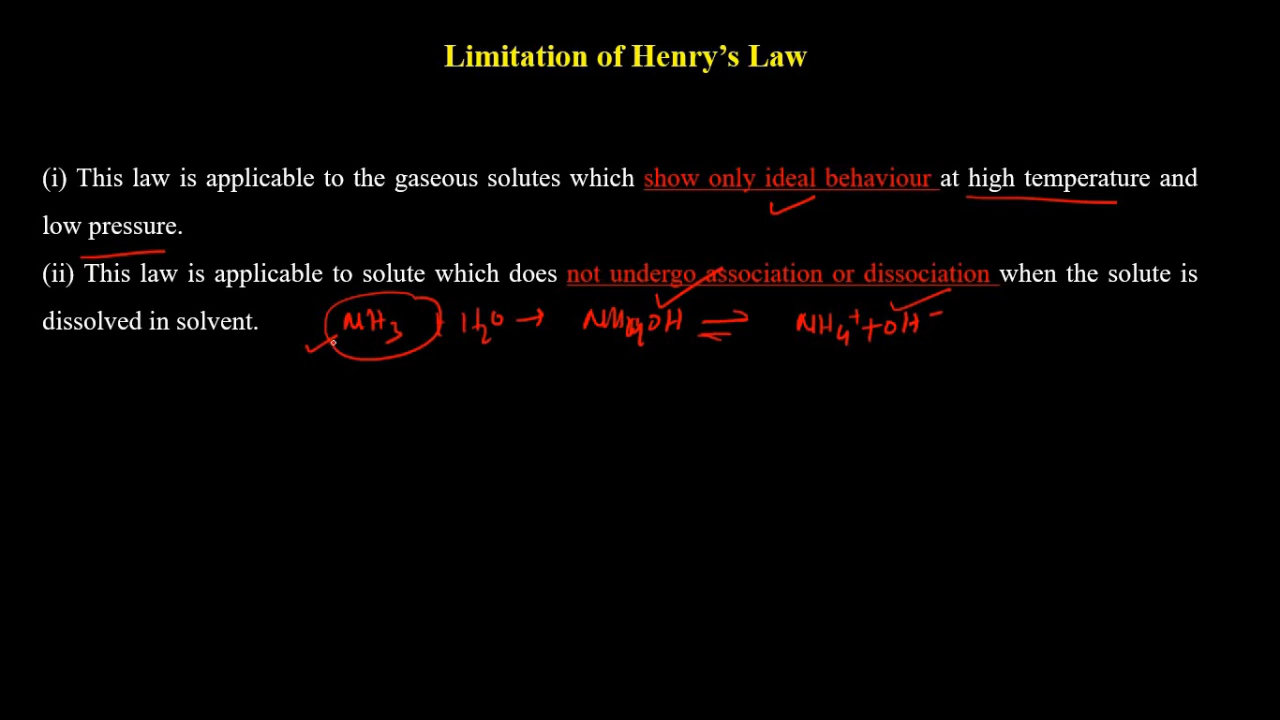 Limitation of Henry's Law
(i) This law is applicable to the gaseous solutes which show only ideal behaviour at high temperature and
low pressure.
(ii) This law is applicable to solute which does not undergo association or dissociation when the solute is
dissolved in solvent. NH3 + H2O → NH4OH ⇌ NH4+ + OH−